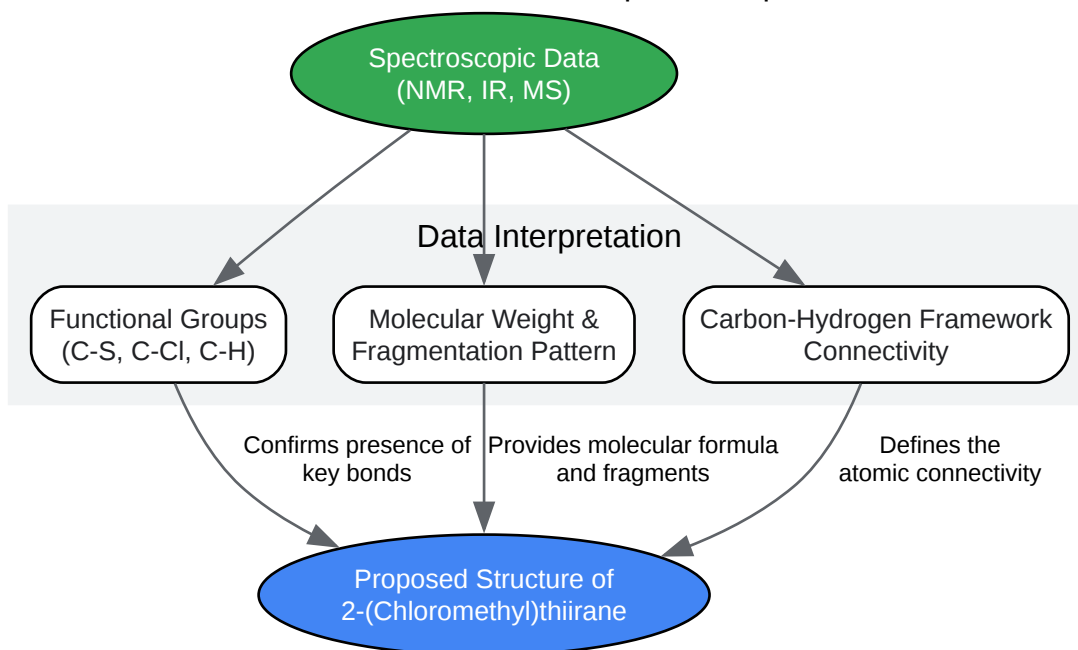 Spectroscopic Data
(NMR, IR, MS)
Data Interpretation
Functional Groups
(C-S, C-Cl, C-H)
Molecular Weight &
Fragmentation Pattern
Carbon-Hydrogen Framework
Connectivity
Confirms presence of
key bonds
Provides molecular formula
and fragments
Defines the
atomic connectivity
Proposed Structure of
2-(Chloromethyl)thiirane